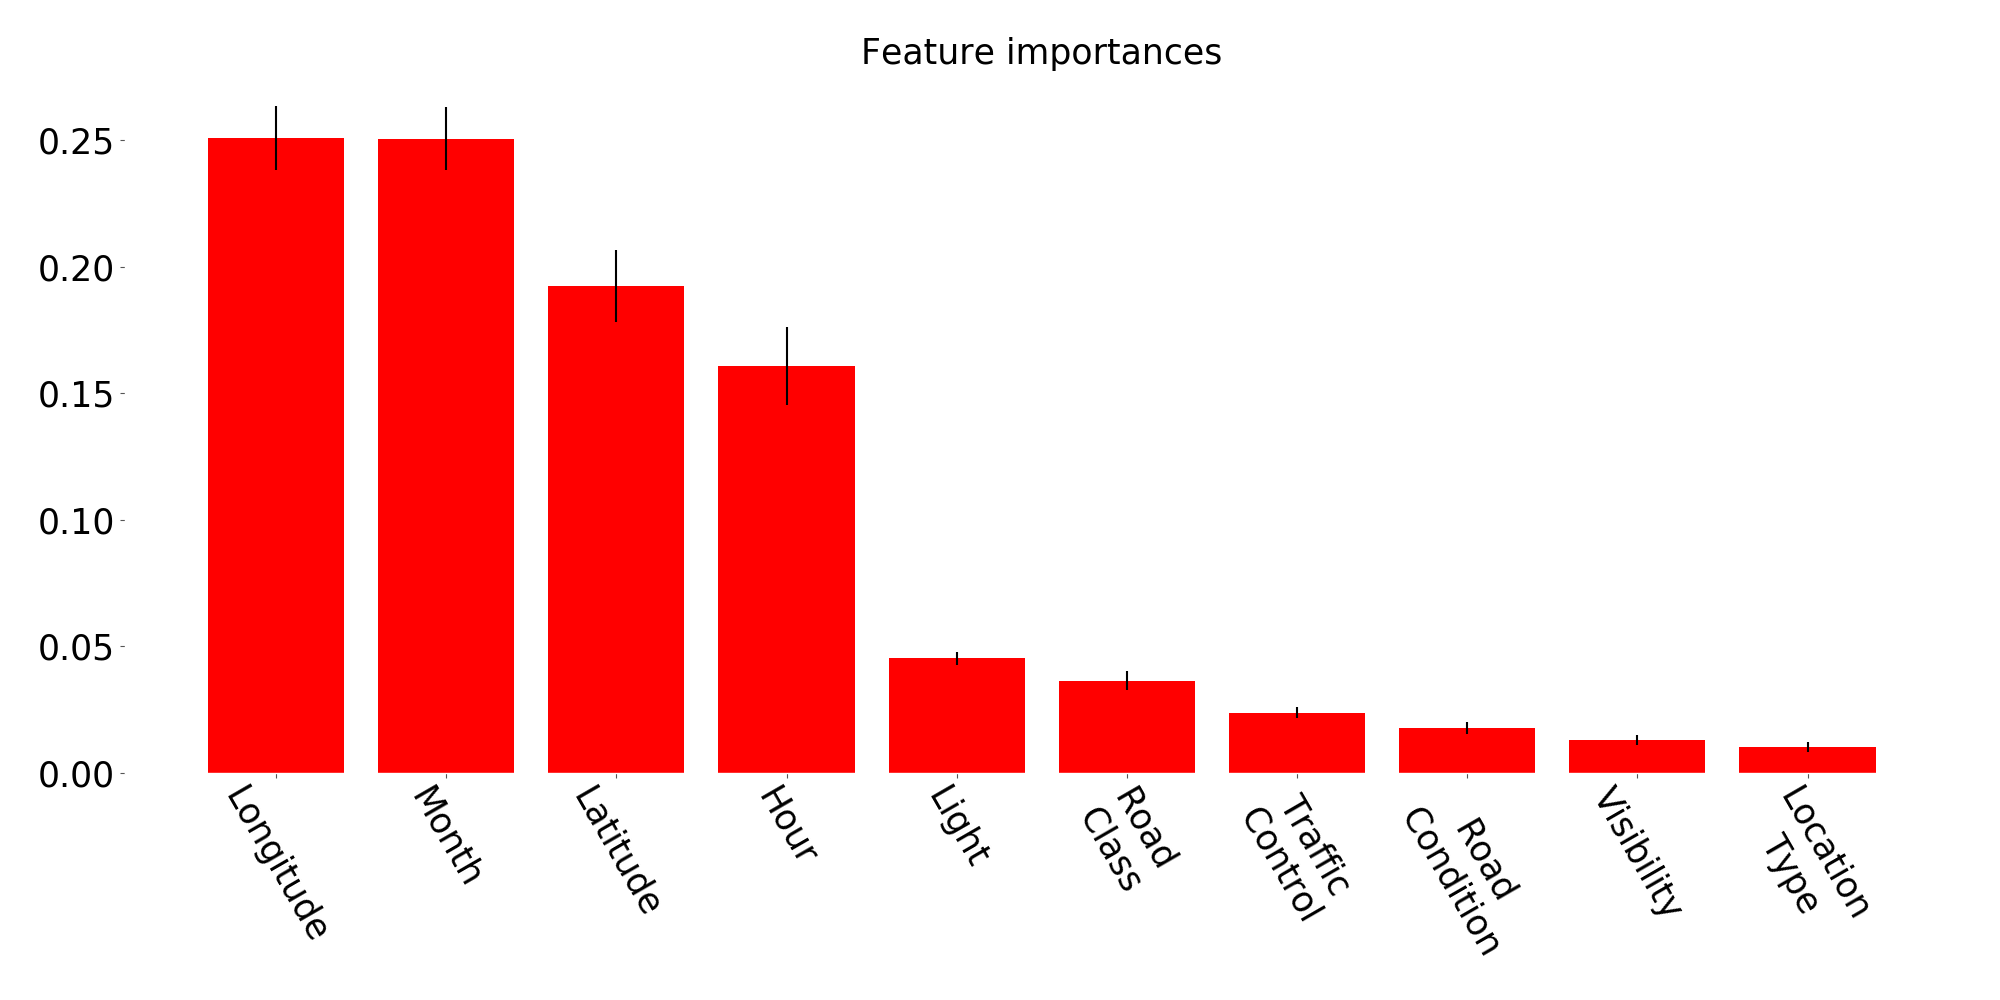 Feature importances
0.25
0.20
0.15
0.10
0.05
0.00
Longitude
Month
Latitude
Hour
Light
Road
Class
Traffic
Control
Road
Condition
Visibility
Location
Type